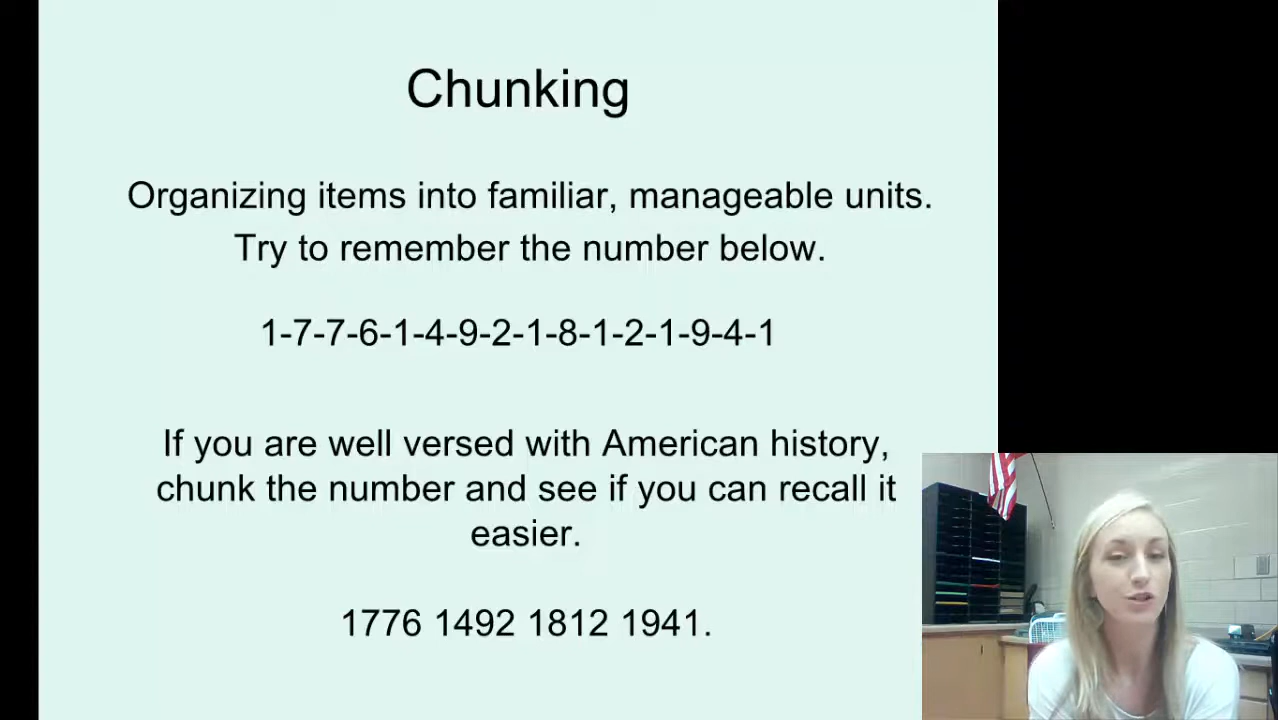 Chunking
Organizing items into familiar, manageable units.
Try to remember the number below.
1-7-7-6-1-4-9-2-1-8-1-2-1-9-4-1
If you are well versed with American history,
chunk the number and see if you can recall it
easier.
1776 1492 1812 1941.